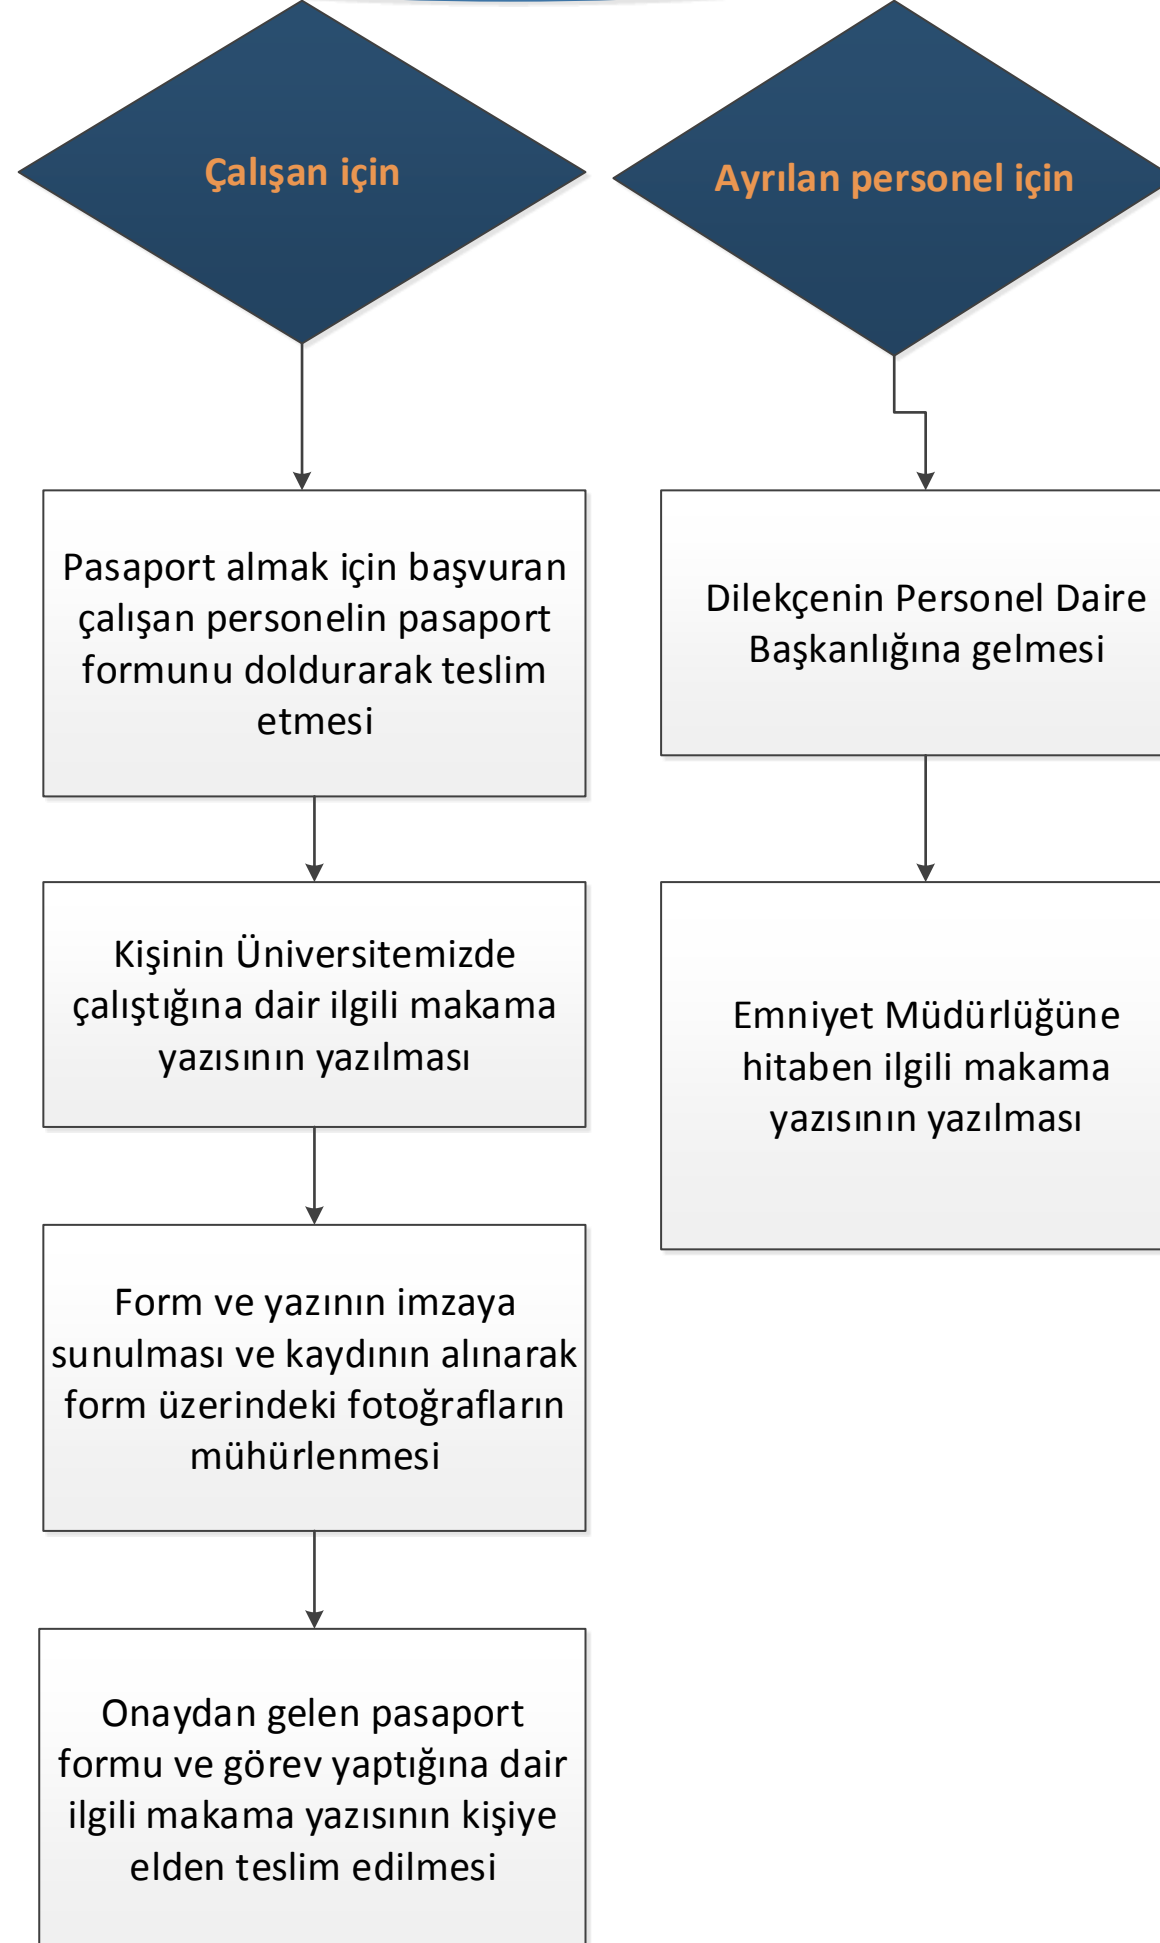 Çalışan için
Pasaport almak için başvuran
çalışan personelin pasaport
formunu doldurarak teslim
etmesi
Kişinin Üniversitemizde
çalıştığına dair ilgili makama
yazısının yazılması
Form ve yazının imzaya
sunulması ve kaydının alınarak
form üzerindeki fotoğrafların
mühürlenmesi
Onaydan gelen pasaport
formu ve görev yaptığına dair
ilgili makama yazısının kişiye
elden teslim edilmesi
Ayrılan personel için
Dilekçenin Personel Daire
Başkanlığına gelmesi
Emniyet Müdürlüğüne
hitaben ilgili makama
yazısının yazılması